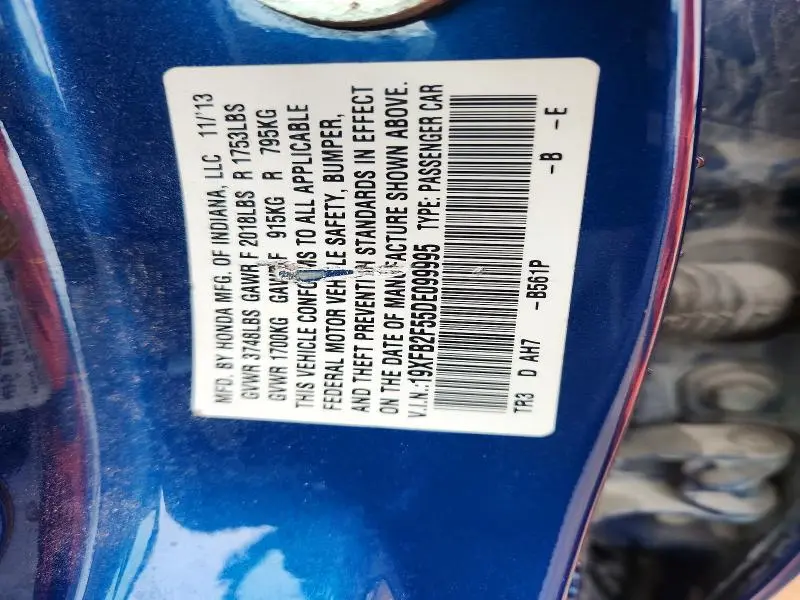 MFD. BY HONDA MFG. OF INDIANA, LLC 11/'13
GVWR 3748LBS GAWR F 2018LBS R 1753LBS
GVWR 1700KG F 915KG R 795KG
THIS VEHICLE CONFORMS TO ALL APPLICABLE
FEDERAL MOTOR VEHICLE SAFETY, BUMPER,
AND THEFT PREVENTION STANDARDS IN EFFECT
ON THE DATE OF MANUFACTURE SHOWN ABOVE.
V.I.N.:19XFB2F55DE099995 TYPE: PASSENGER CAR
TR3 D AH7 -B561P -B -E